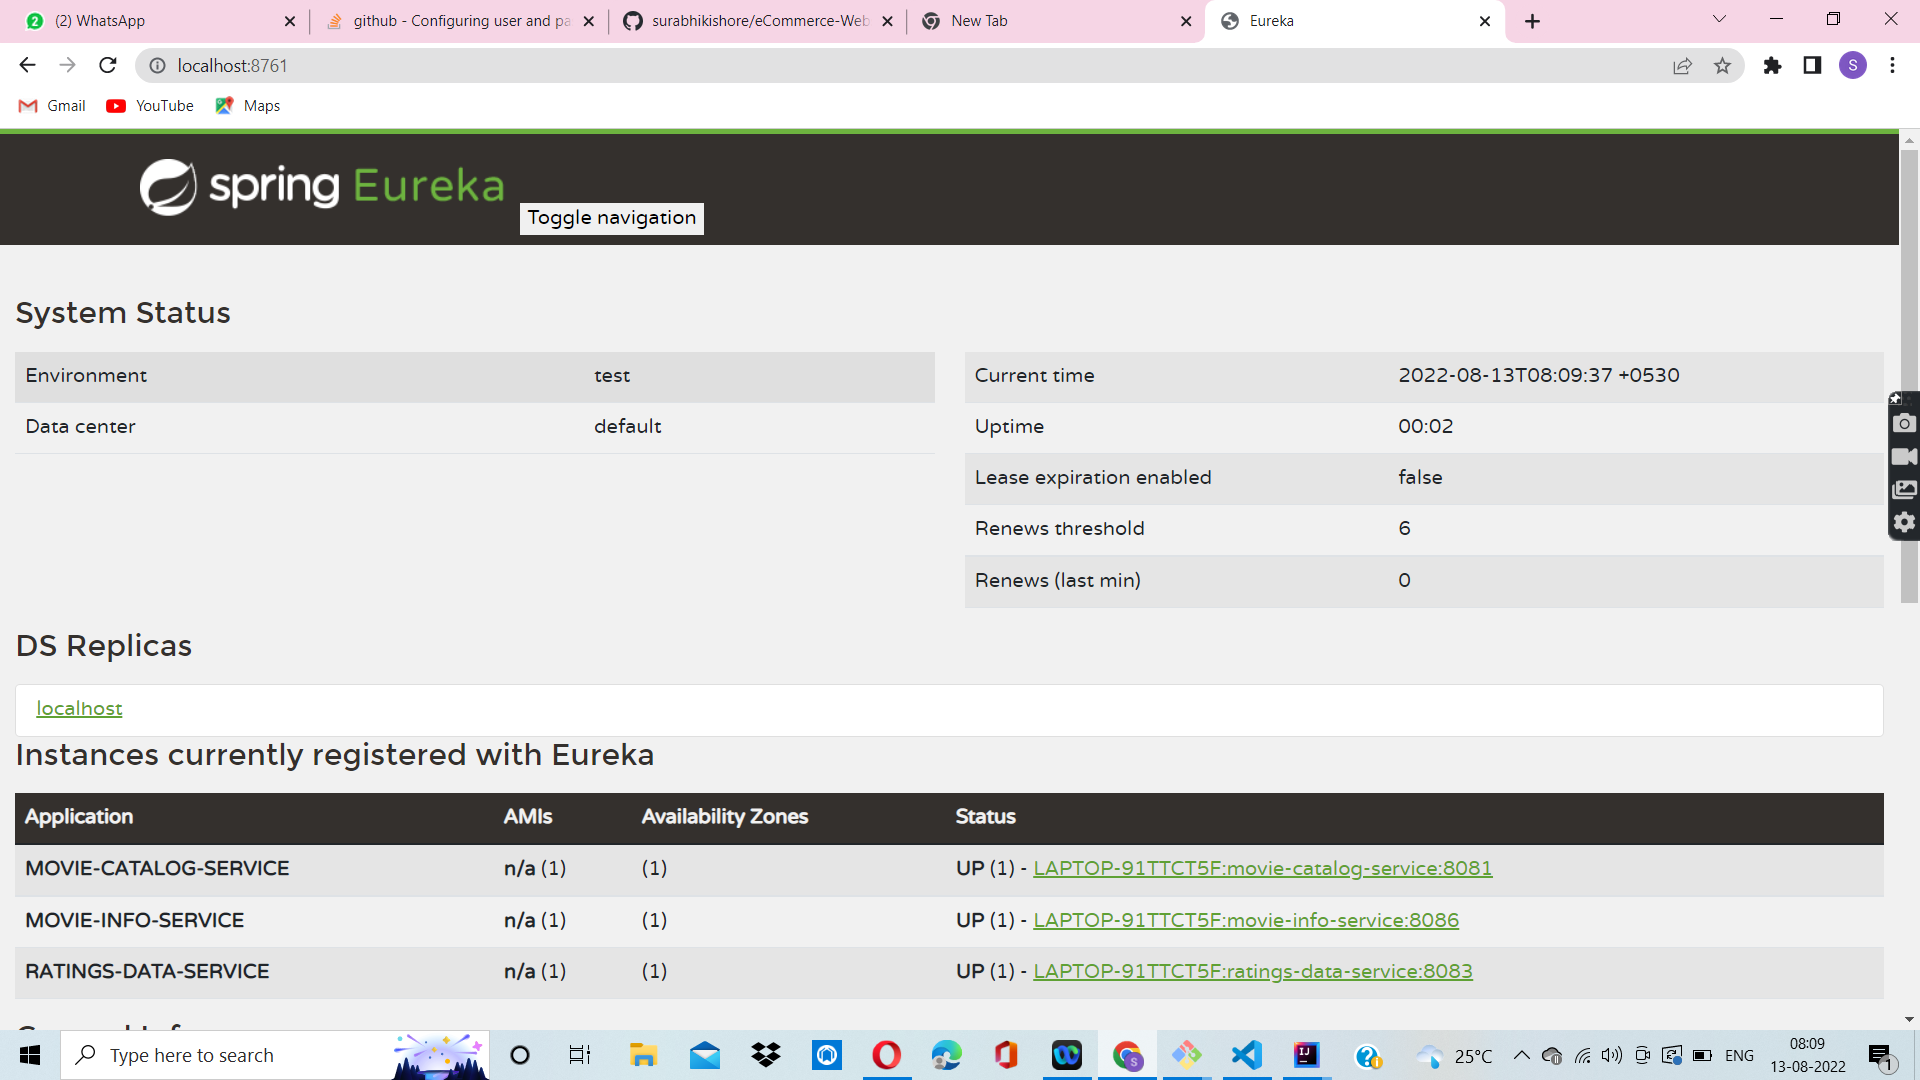 2 (2) WhatsApp
github - Configuring user and pa
surabhikishore/eCommerce-Web
New Tab
Eureka
localhost:8761
S
Gmail
YouTube
Maps
spring Eureka
Toggle navigation
System Status
Environment test
Data center default
Current time 2022-08-13T08:09:37 +0530
Uptime 00:02
Lease expiration enabled false
Renews threshold 6
Renews (last min) 0
DS Replicas
localhost
Instances currently registered with Eureka
Application AMIs Availability Zones Status
MOVIE-CATALOG-SERVICE n/a (1) (1) UP (1) - LAPTOP-91TTCT5F:movie-catalog-service:8081
MOVIE-INFO-SERVICE n/a (1) (1) UP (1) - LAPTOP-91TTCT5F:movie-info-service:8086
RATINGS-DATA-SERVICE n/a (1) (1) UP (1) - LAPTOP-91TTCT5F:ratings-data-service:8083
Type here to search
S
IJ
25°C
ENG
08:09
13-08-2022
1